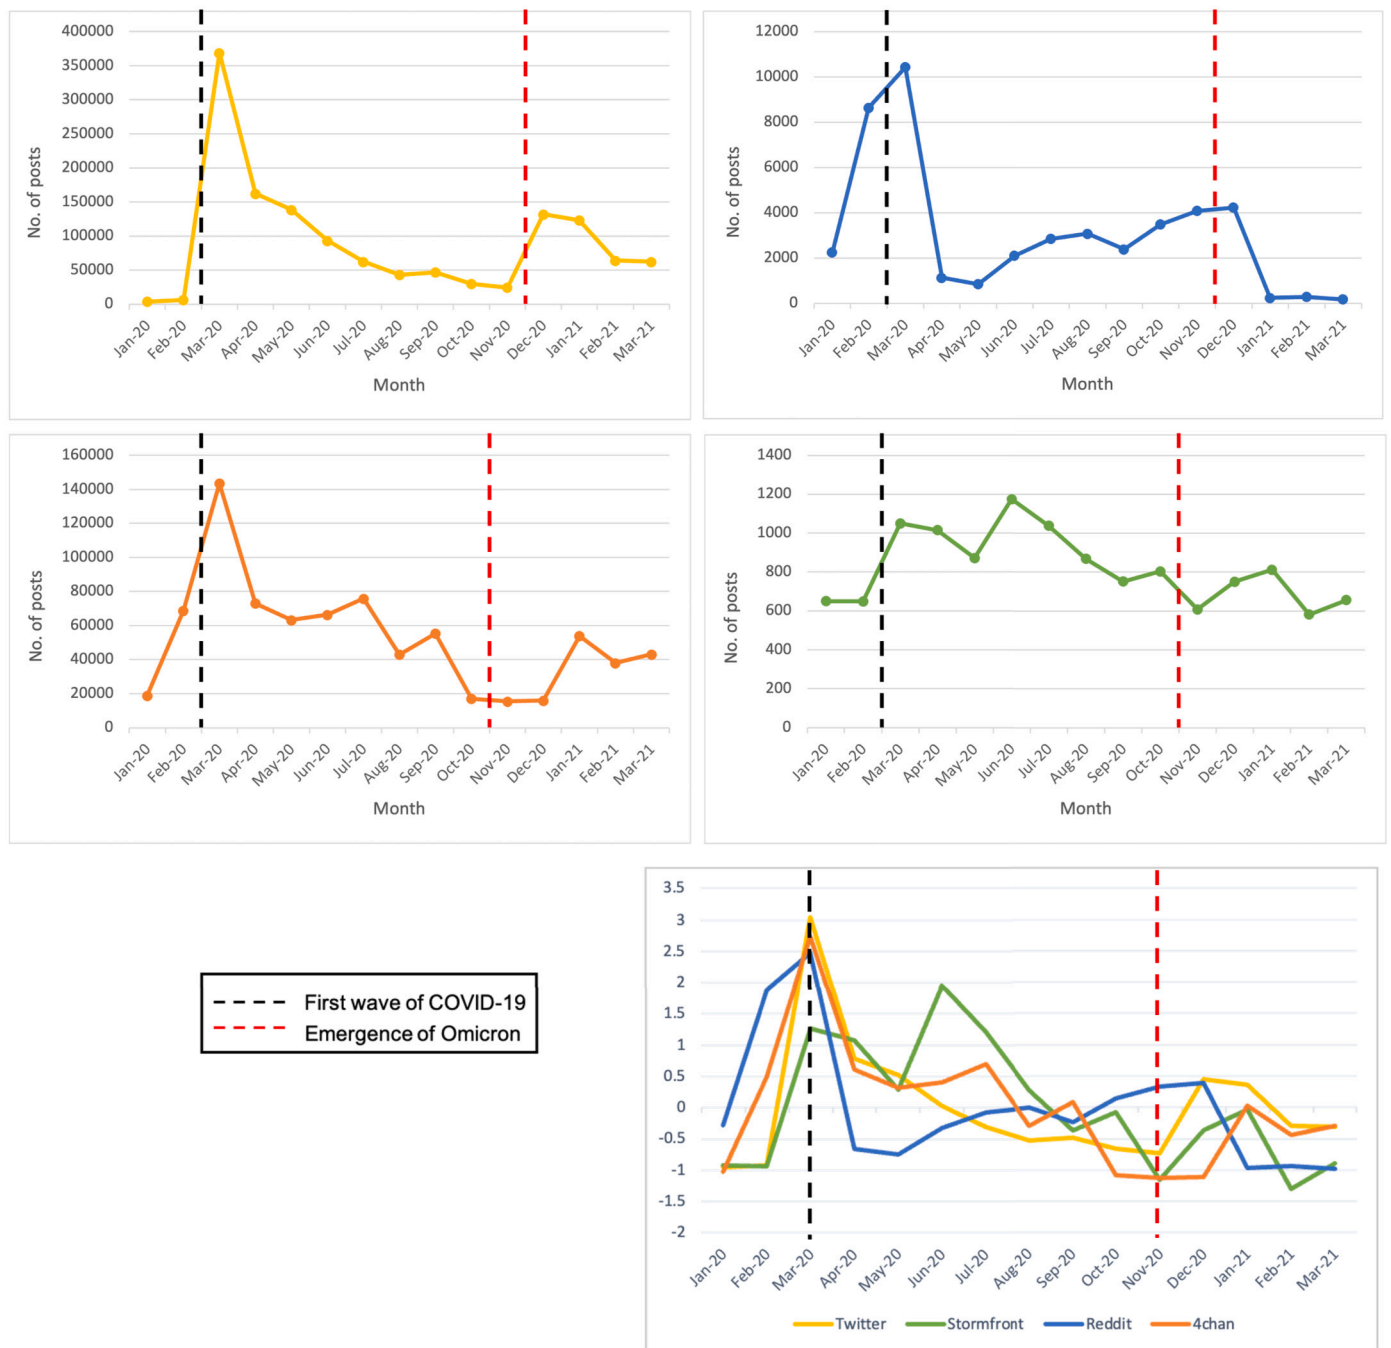 400000
350000
300000
250000
200000
150000
100000
50000
0
No. of posts
Jan-20 Feb-20 Mar-20 Apr-20 May-20 Jun-20 Jul-20 Aug-20 Sep-20 Oct-20 Nov-20 Dec-20 Jan-21 Feb-21 Mar-21
Month
12000
10000
8000
6000
4000
2000
0
No. of posts
Jan-20 Feb-20 Mar-20 Apr-20 May-20 Jun-20 Jul-20 Aug-20 Sep-20 Oct-20 Nov-20 Dec-20 Jan-21 Feb-21 Mar-21
Month
160000
140000
120000
100000
80000
60000
40000
20000
0
No. of posts
Jan-20 Feb-20 Mar-20 Apr-20 May-20 Jun-20 Jul-20 Aug-20 Sep-20 Oct-20 Nov-20 Dec-20 Jan-21 Feb-21 Mar-21
Month
1400
1200
1000
800
600
400
200
0
No. of posts
Jan-20 Feb-20 Mar-20 Apr-20 May-20 Jun-20 Jul-20 Aug-20 Sep-20 Oct-20 Nov-20 Dec-20 Jan-21 Feb-21 Mar-21
Month
First wave of COVID-19
Emergence of Omicron
3.5
3
2.5
2
1.5
1
0.5
0
-0.5
-1
-1.5
-2
Jan-20 Feb-20 Mar-20 Apr-20 May-20 Jun-20 Jul-20 Aug-20 Sep-20 Oct-20 Nov-20 Dec-20 Jan-21 Feb-21 Mar-21
Twitter Stormfront Reddit 4chan